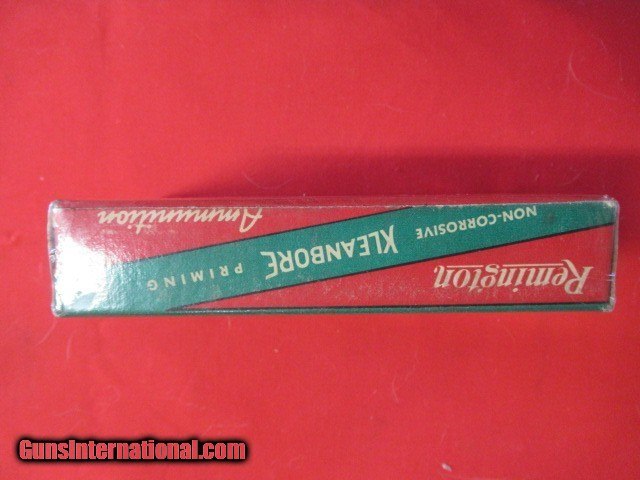 Remington
NON-CORROSIVE KLEANBORE PRIMING
Ammunition
GunsInternational.com